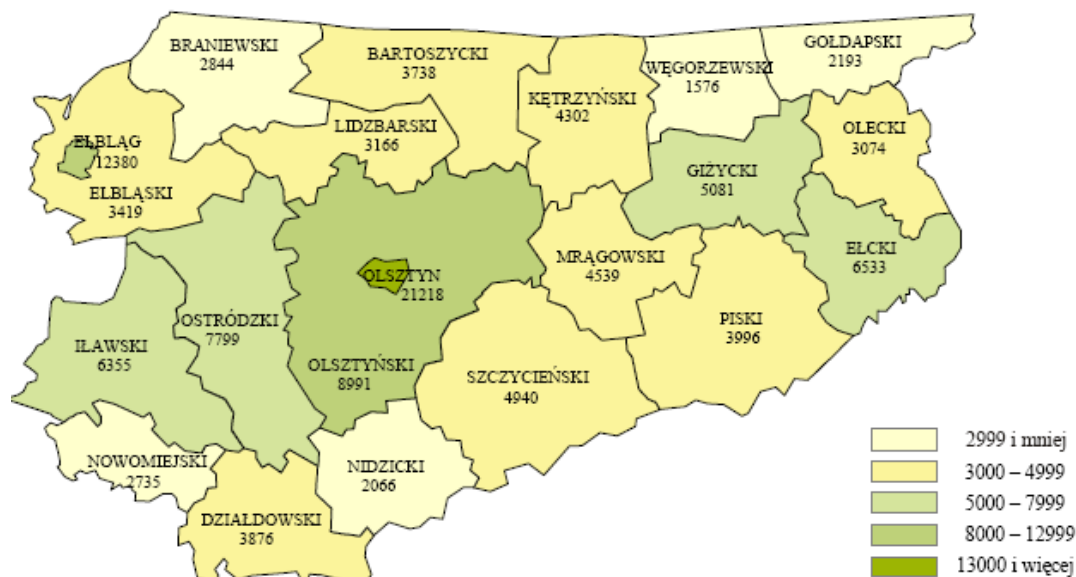 BRANIEWSKI
2844
BARTOSZYCKI
3738
GOŁDAPSKI
2193
WĘGORZEWSKI
1576
KĘTRZYŃSKI
4302
LIDZBARSKI
3166
OLECKI
3074
ELBLĄG
12380
ELBLĄSKI
3419
GIŻYCKI
5081
EŁCKI
6533
MRĄGOWSKI
4539
OLSZTYN
21218
OSTRÓDZKI
7799
PISKI
3996
IŁAWSKI
6355
OLSZTYŃSKI
8991
SZCZYCIEŃSKI
4940
NOWOMIEJSKI
2735
NIDZICKI
2066
DZIAŁDOWSKI
3876
2999 i mniej
3000 – 4999
5000 – 7999
8000 – 12999
13000 i więcej